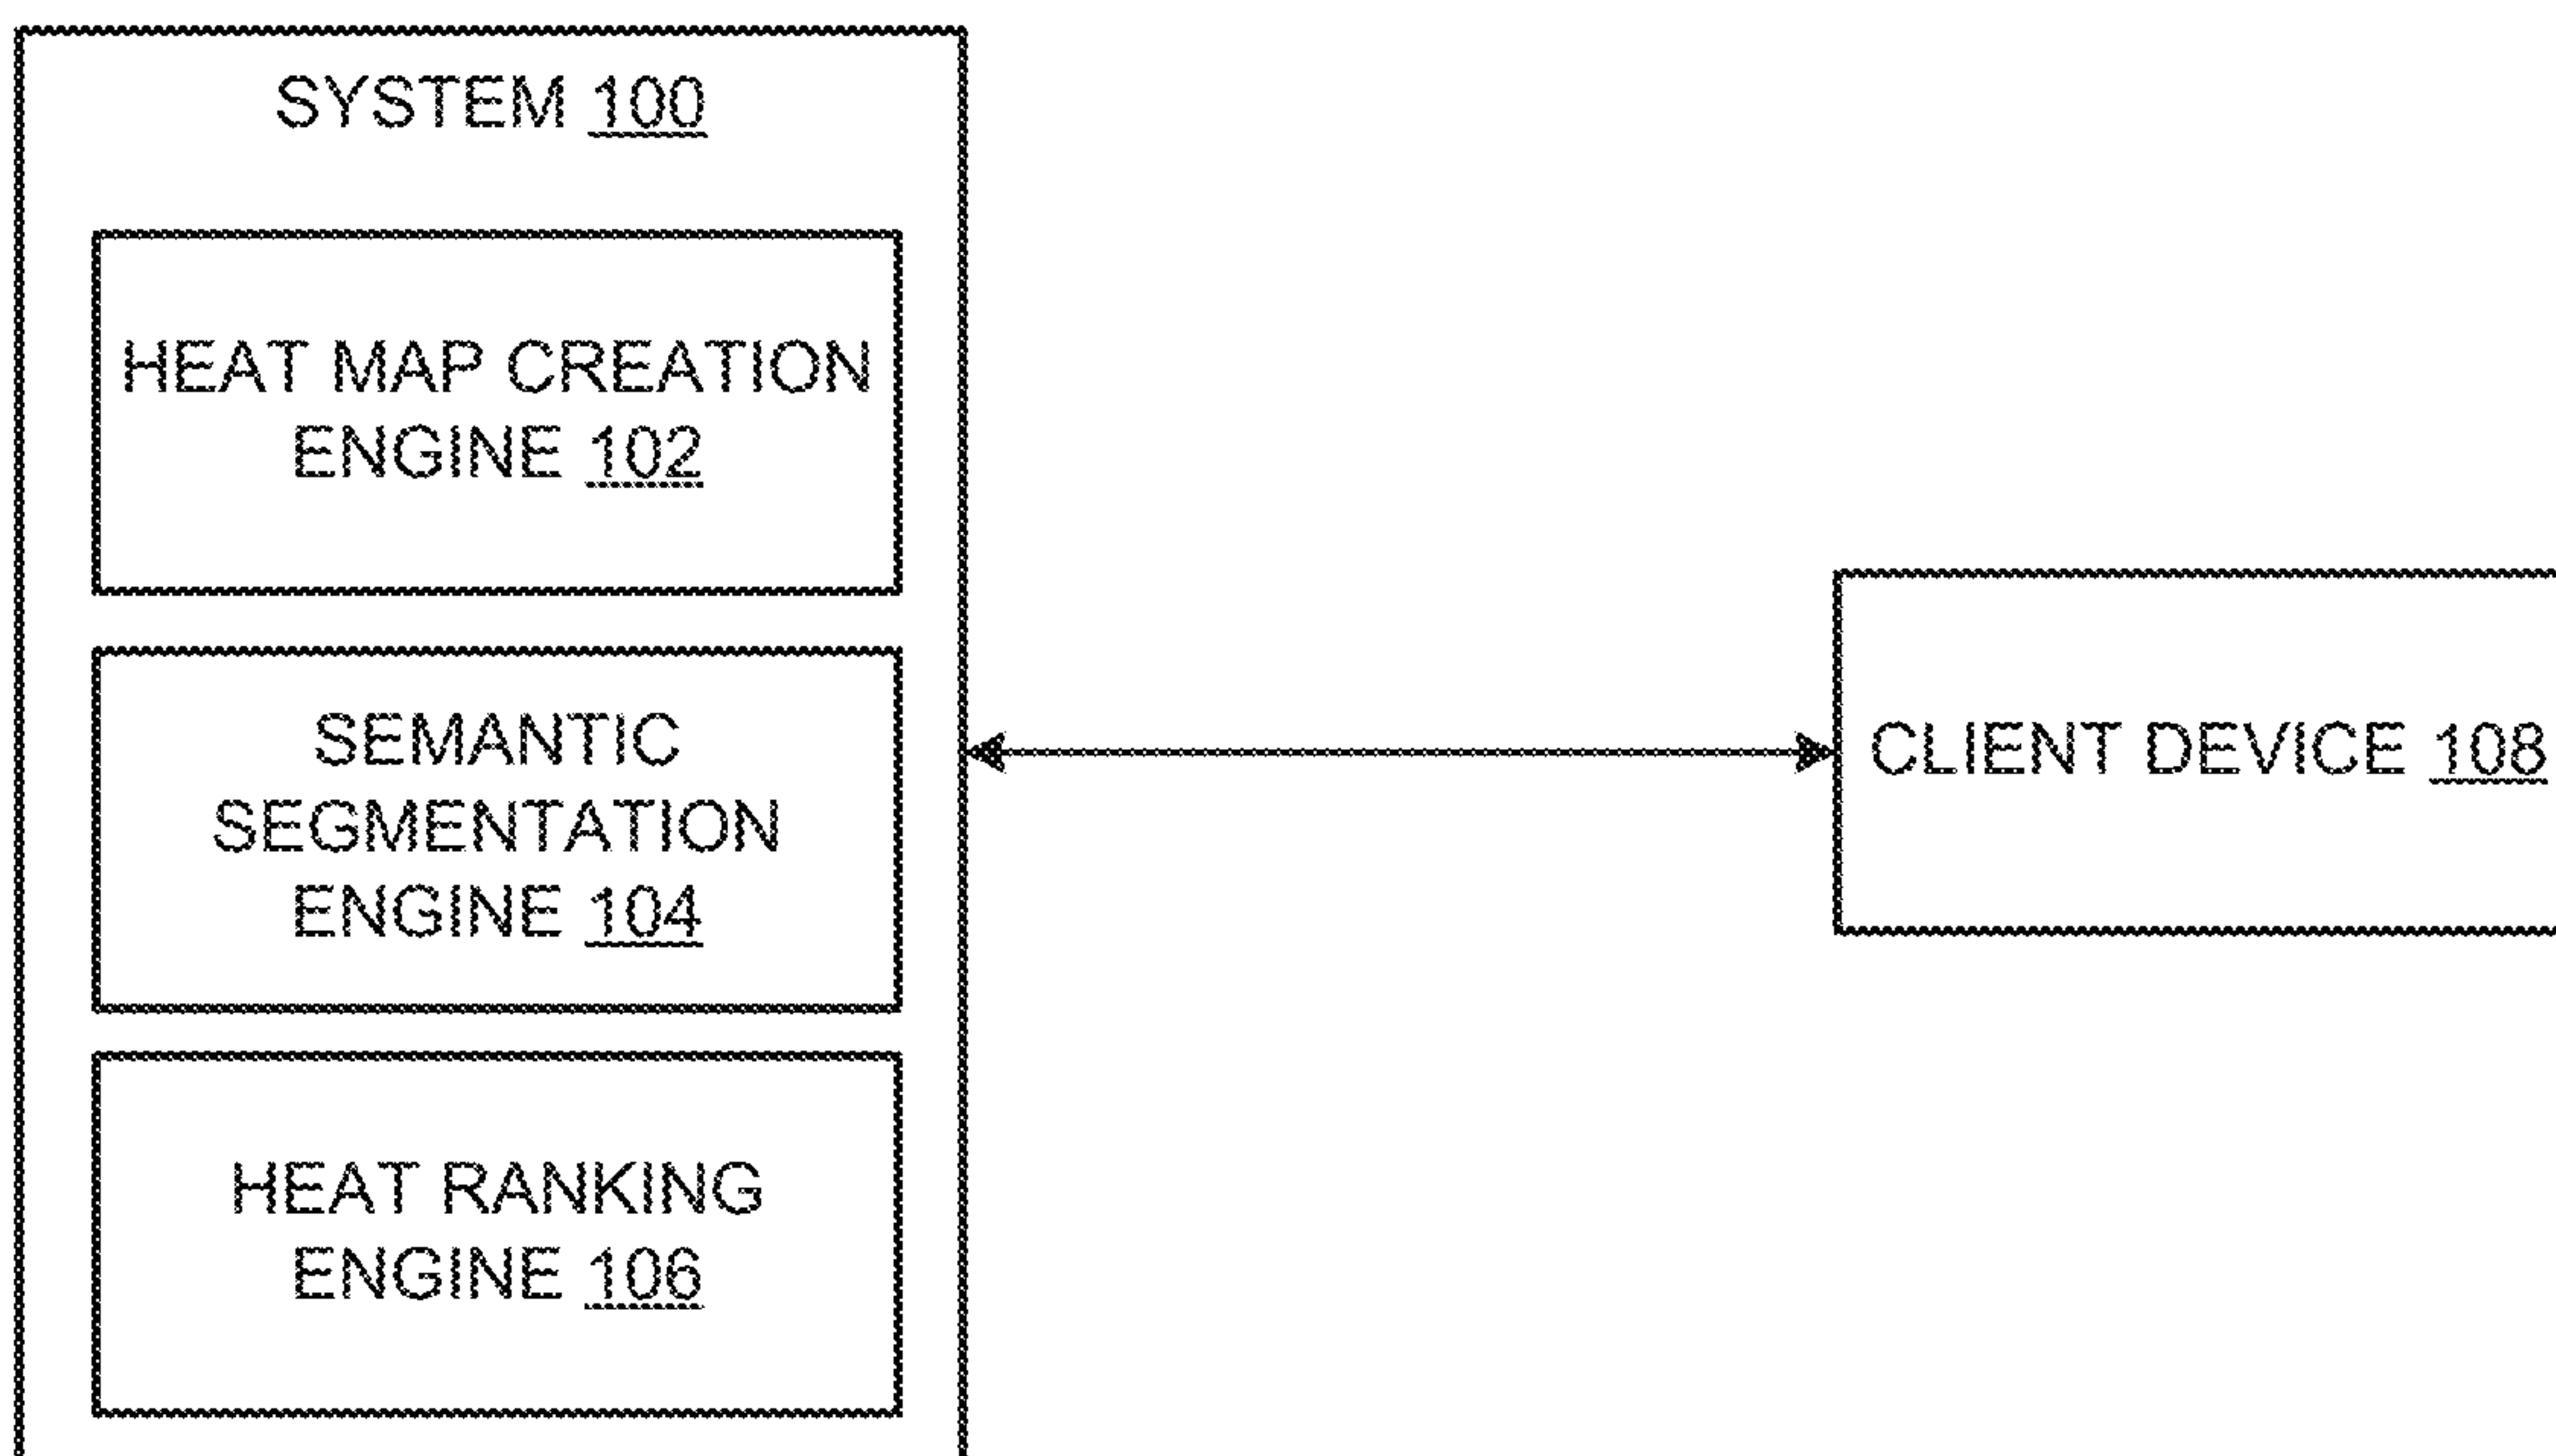 SYSTEM 100
HEAT MAP CREATION
ENGINE 102
SEMANTIC
SEGMENTATION
ENGINE 104
HEAT RANKING
ENGINE 106
CLIENT DEVICE 108